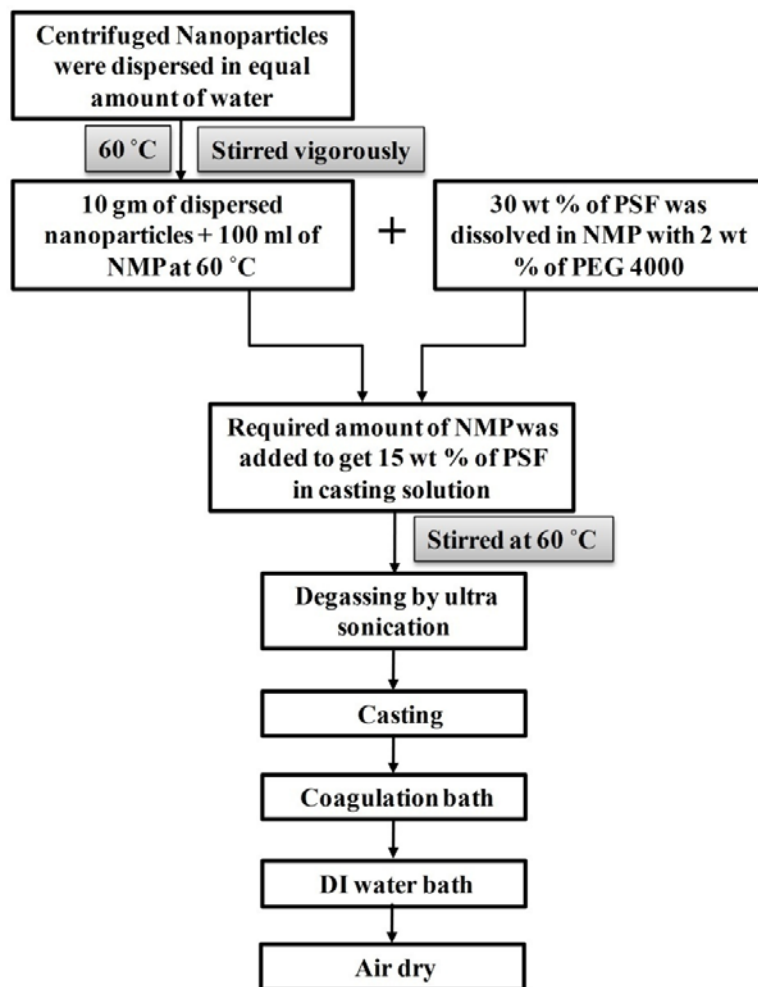 Centrifuged Nanoparticles
were dispersed in equal
amount of water
60 °C
Stirred vigorously
10 gm of dispersed
nanoparticles + 100 ml of
NMP at 60 °C
+
30 wt % of PSF was
dissolved in NMP with 2 wt
% of PEG 4000
Required amount of NMP was
added to get 15 wt % of PSF
in casting solution
Stirred at 60 °C
Degassing by ultra
sonication
Casting
Coagulation bath
DI water bath
Air dry